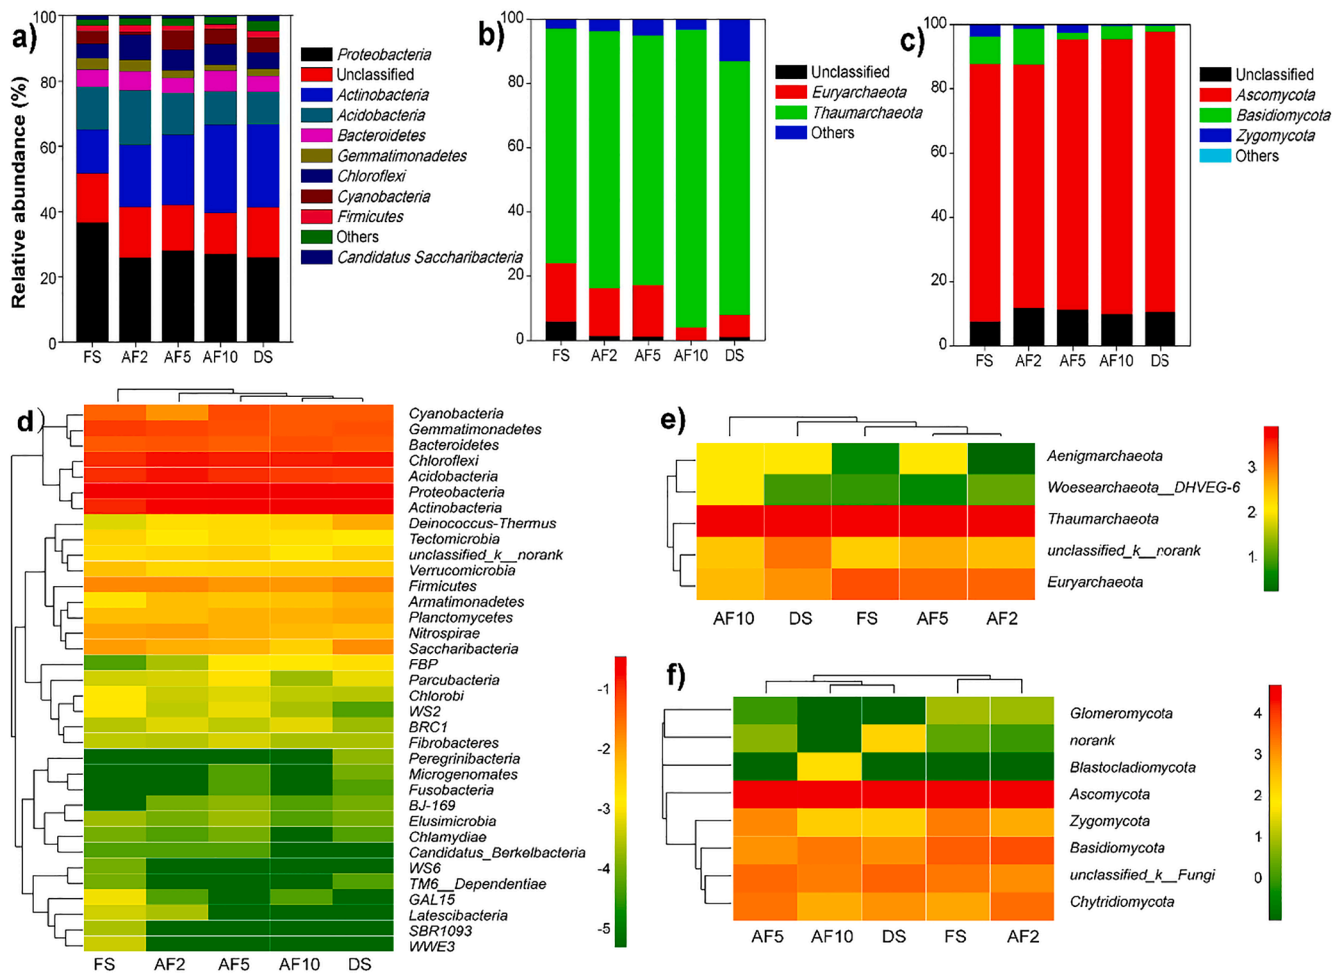 a)
Relative abundance (%)
100
80
60
40
20
0
FS AF2 AF5 AF10 DS
Proteobacteria
Unclassified
Actinobacteria
Acidobacteria
Bacteroidetes
Gemmatimonadetes
Chloroflexi
Cyanobacteria
Firmicutes
Others
Candidatus Saccharibacteria
b)
100
80
60
40
20
0
FS AF2 AF5 AF10 DS
Unclassified
Euryarchaeota
Thaumarchaeota
Others
c)
100
80
60
40
20
0
FS AF2 AF5 AF10 DS
Unclassified
Ascomycota
Basidiomycota
Zygomycota
Others
d)
Cyanobacteria
Gemmatimonadetes
Bacteroidetes
Chloroflexi
Acidobacteria
Proteobacteria
Actinobacteria
Deinococcus-Thermus
Tectomicrobia
unclassified_k__norank
Verrucomicrobia
Firmicutes
Armatimonadetes
Planctomycetes
Nitrospirae
Saccharibacteria
FBP
Parcubacteria
Chlorobi
WS2
BRC1
Fibrobacteres
Peregrinibacteria
Microgenomates
Fusobacteria
BJ-169
Elusimicrobia
Chlamydiae
Candidatus_Berkelbacteria
WS6
TM6__Dependentiae
GAL15
Latescibacteria
SBR1093
WWE3
FS AF2 AF5 AF10 DS
-1
-2
-3
-4
-5
e)
Aenigmarchaeota
Woesearchaeota__DHVEG-6
Thaumarchaeota
unclassified_k__norank
Euryarchaeota
AF10 DS FS AF5 AF2
3
2
1
f)
Glomeromycota
norank
Blastocladiomycota
Ascomycota
Zygomycota
Basidiomycota
unclassified_k__Fungi
Chytridiomycota
AF5 AF10 DS FS AF2
4
3
2
1
0